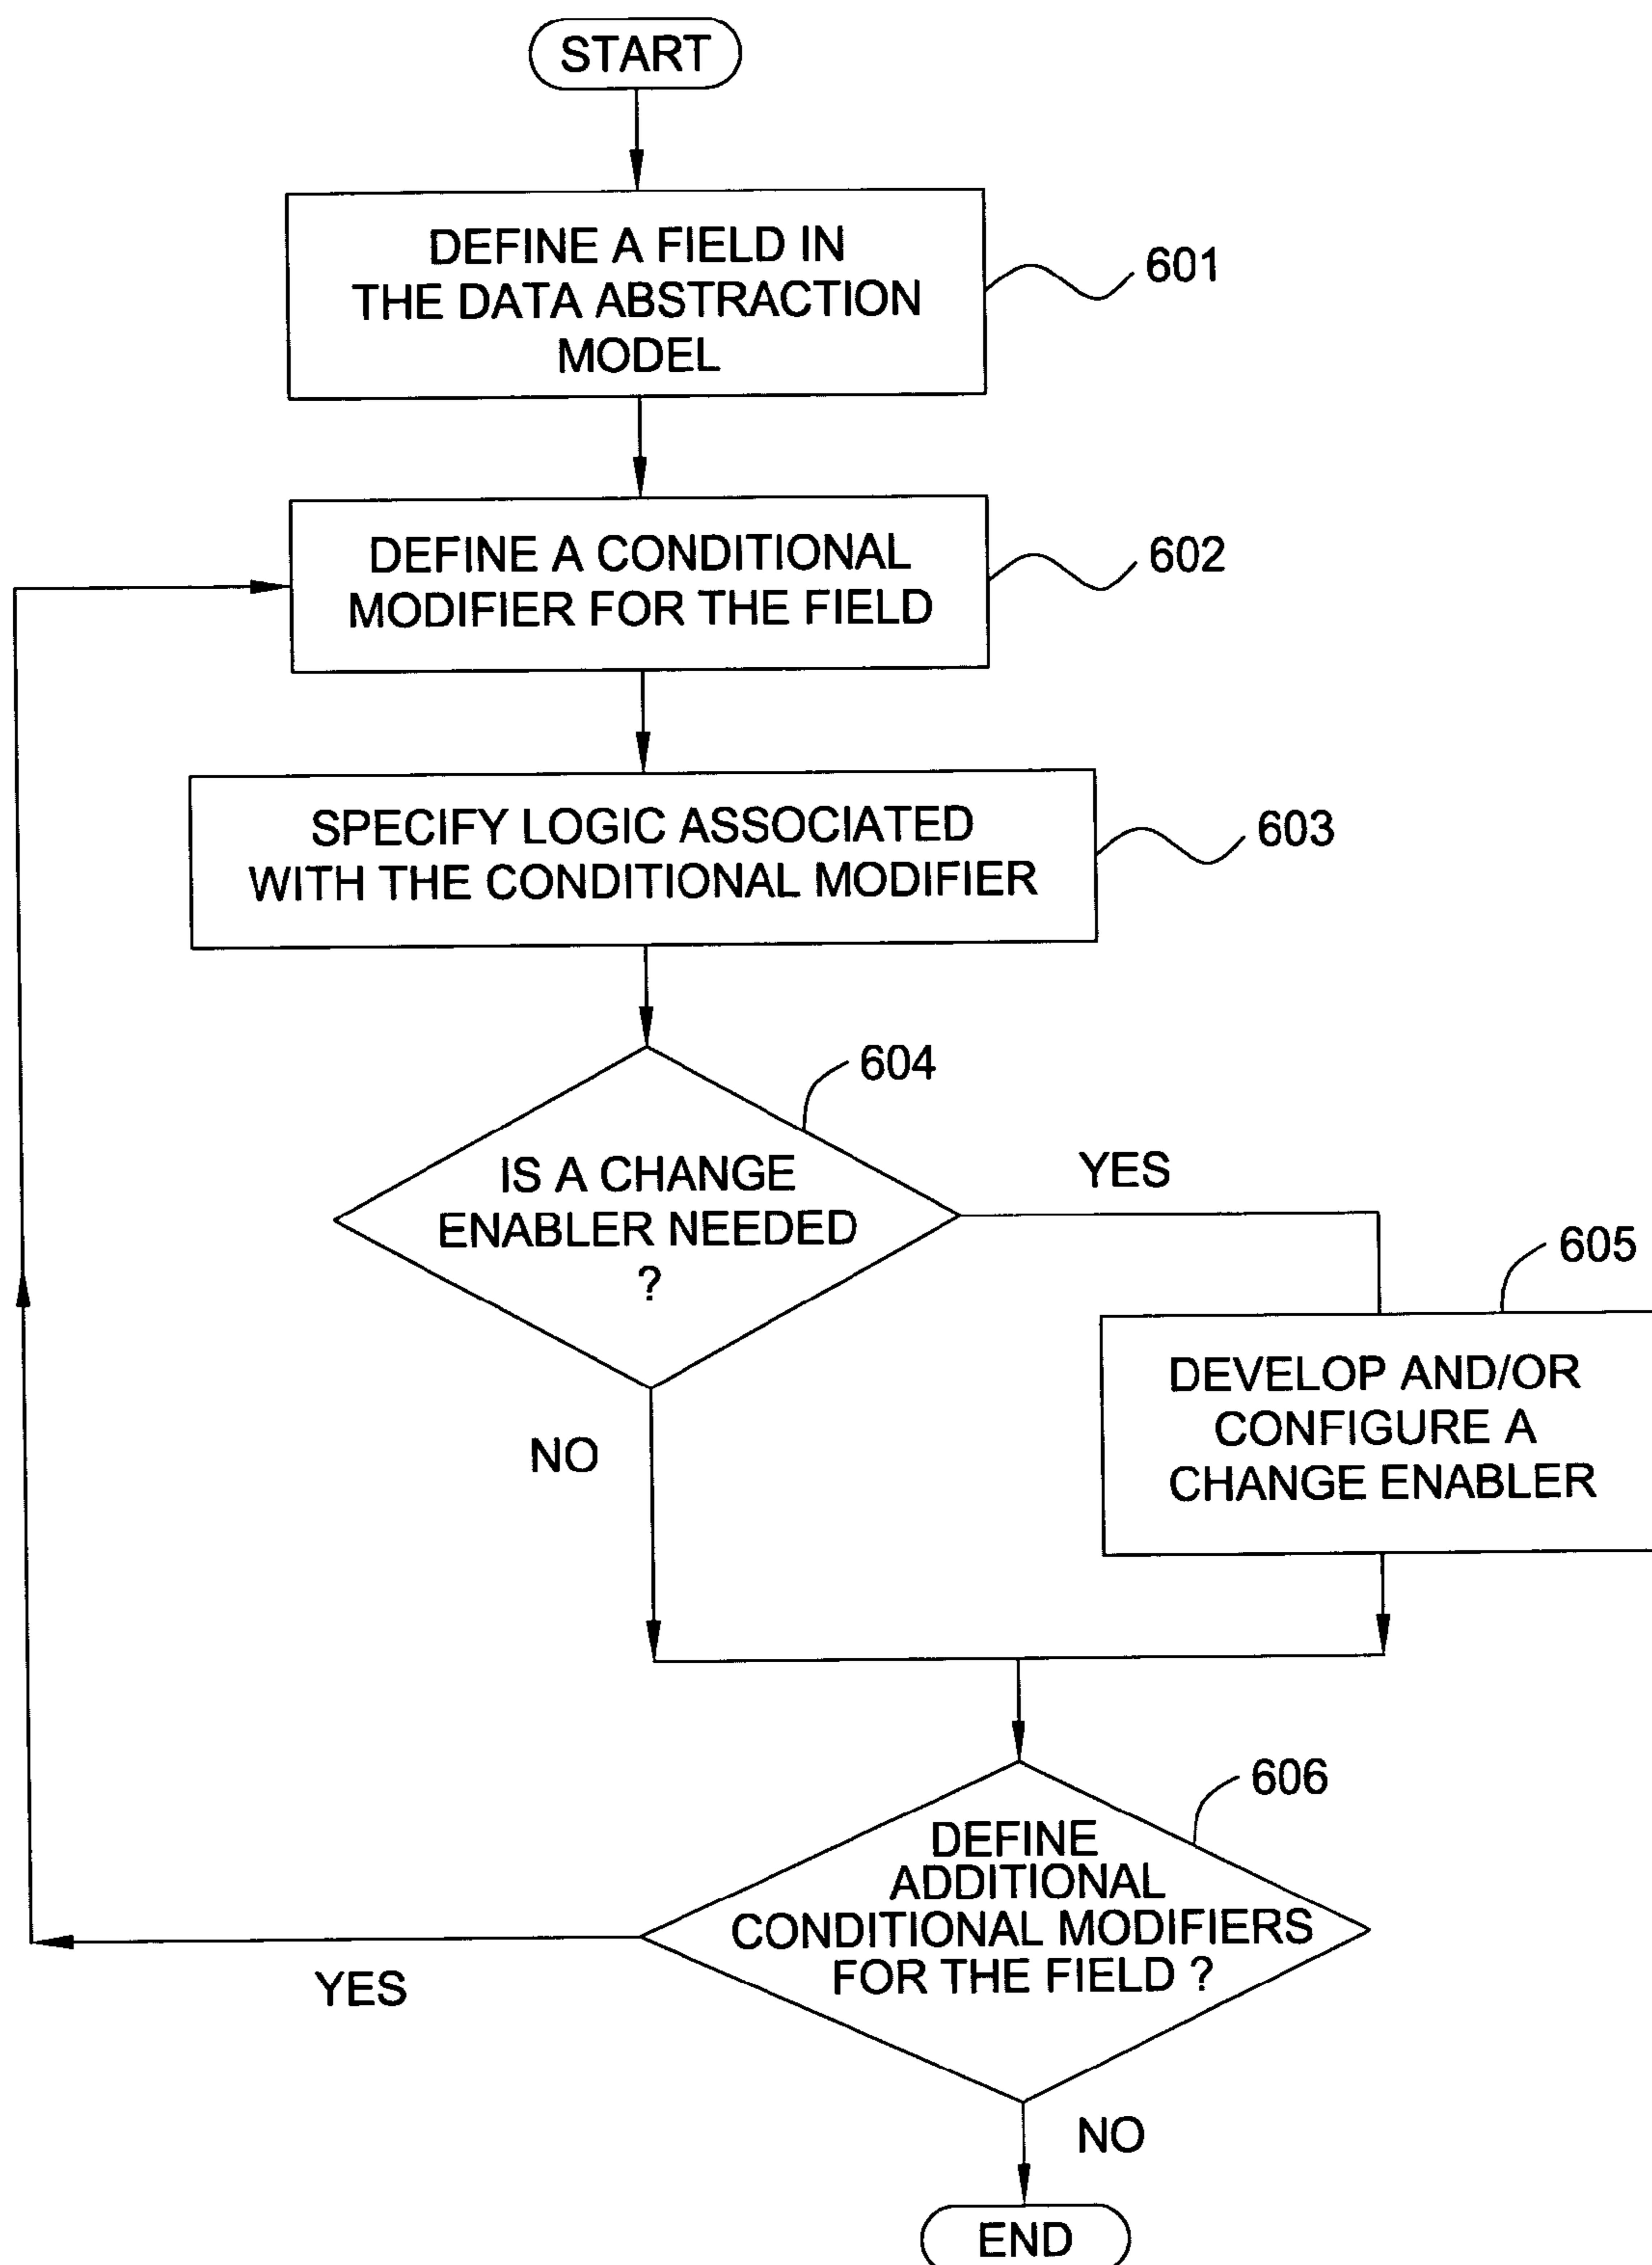 START
DEFINE A FIELD IN
THE DATA ABSTRACTION
MODEL
601
DEFINE A CONDITIONAL
MODIFIER FOR THE FIELD
602
SPECIFY LOGIC ASSOCIATED
WITH THE CONDITIONAL MODIFIER
603
604
IS A CHANGE
ENABLER NEEDED
?
YES
605
DEVELOP AND/OR
CONFIGURE A
CHANGE ENABLER
NO
606
DEFINE
ADDITIONAL
CONDITIONAL MODIFIERS
FOR THE FIELD ?
YES
NO
END